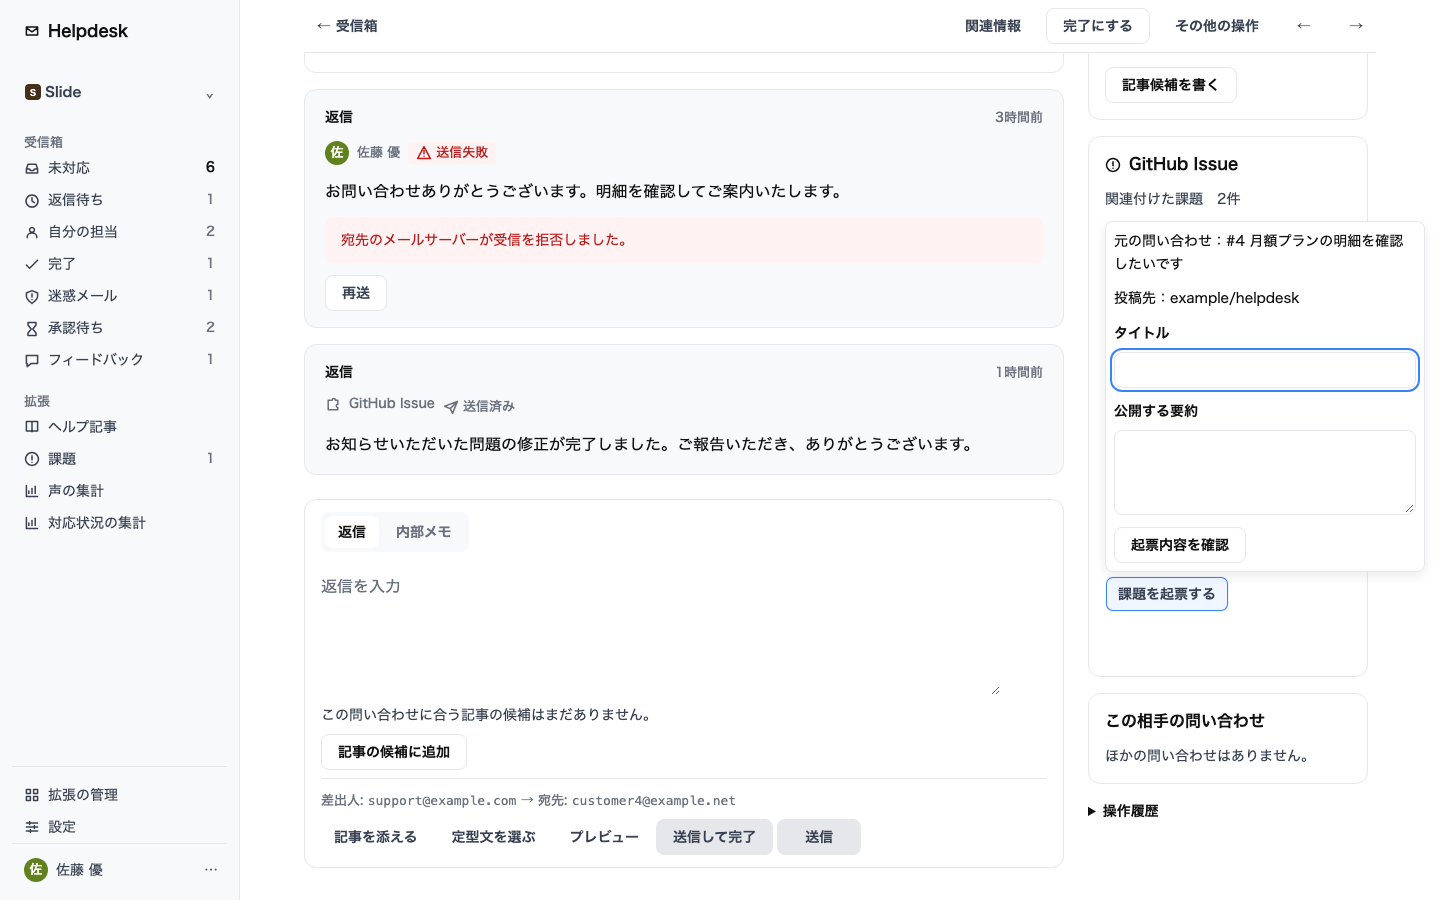 Helpdesk
S Slide
受信箱
未対応 6
返信待ち 1
自分の担当 2
完了 1
迷惑メール 1
承認待ち 2
フィードバック 1
拡張
ヘルプ記事
課題 1
声の集計
対応状況の集計
拡張の管理
設定
佐 佐藤 優 …
← 受信箱
関連情報 完了にする その他の操作 ← →
返信 3時間前
佐 佐藤 優 送信失敗
お問い合わせありがとうございます。明細を確認してご案内いたします。
宛先のメールサーバーが受信を拒否しました。
再送
返信 1時間前
GitHub Issue 送信済み
お知らせいただいた問題の修正が完了しました。ご報告いただき、ありがとうございます。
返信 内部メモ
返信を入力
この問い合わせに合う記事の候補はまだありません。
記事の候補に追加
差出人: support@example.com → 宛先: customer4@example.net
記事を添える 定型文を選ぶ プレビュー 送信して完了 送信
記事候補を書く
GitHub Issue
関連付けた課題 2件
元の問い合わせ：#4 月額プランの明細を確認
したいです
投稿先：example/helpdesk
タイトル
公開する要約
起票内容を確認
課題を起票する
この相手の問い合わせ
ほかの問い合わせはありません。
▶ 操作履歴